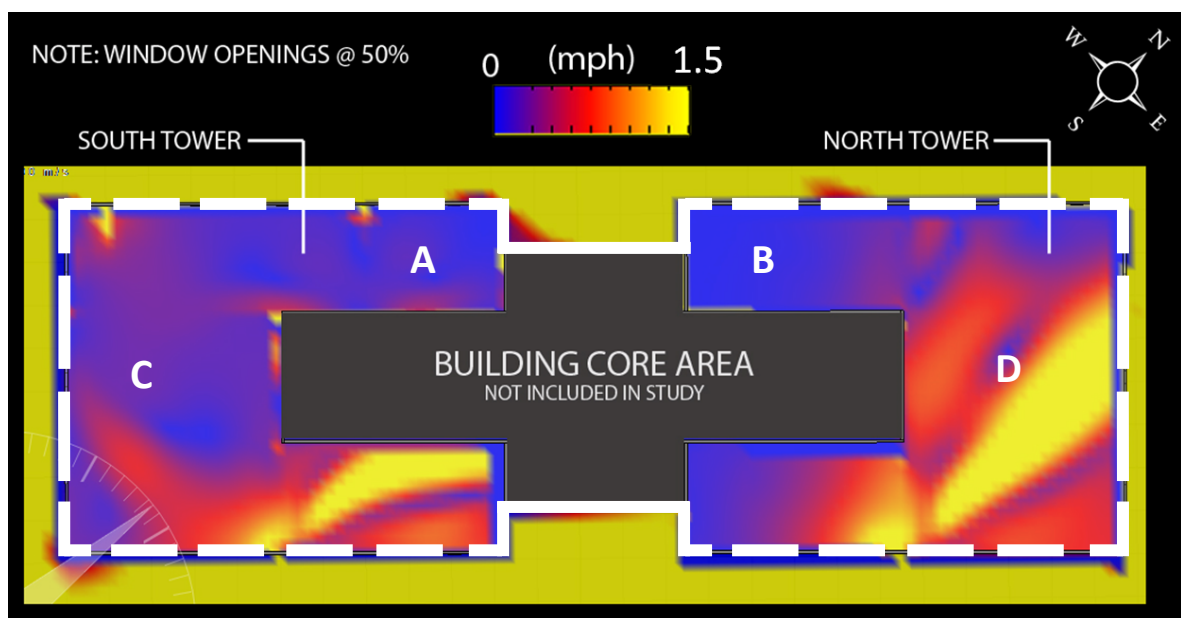 NOTE: WINDOW OPENINGS @ 50%
0 (mph) 1.5
W N
S E
SOUTH TOWER
NORTH TOWER
A
B
C
D
BUILDING CORE AREA
NOT INCLUDED IN STUDY